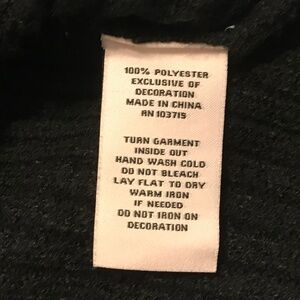 100% POLYESTER
EXCLUSIVE OF
DECORATION
MADE IN CHINA
RN 103715
TURN GARMENT
INSIDE OUT
HAND WASH COLD
DO NOT BLEACH
LAY FLAT TO DRY
WARM IRON
IF NEEDED
DO NOT IRON ON
DECORATION